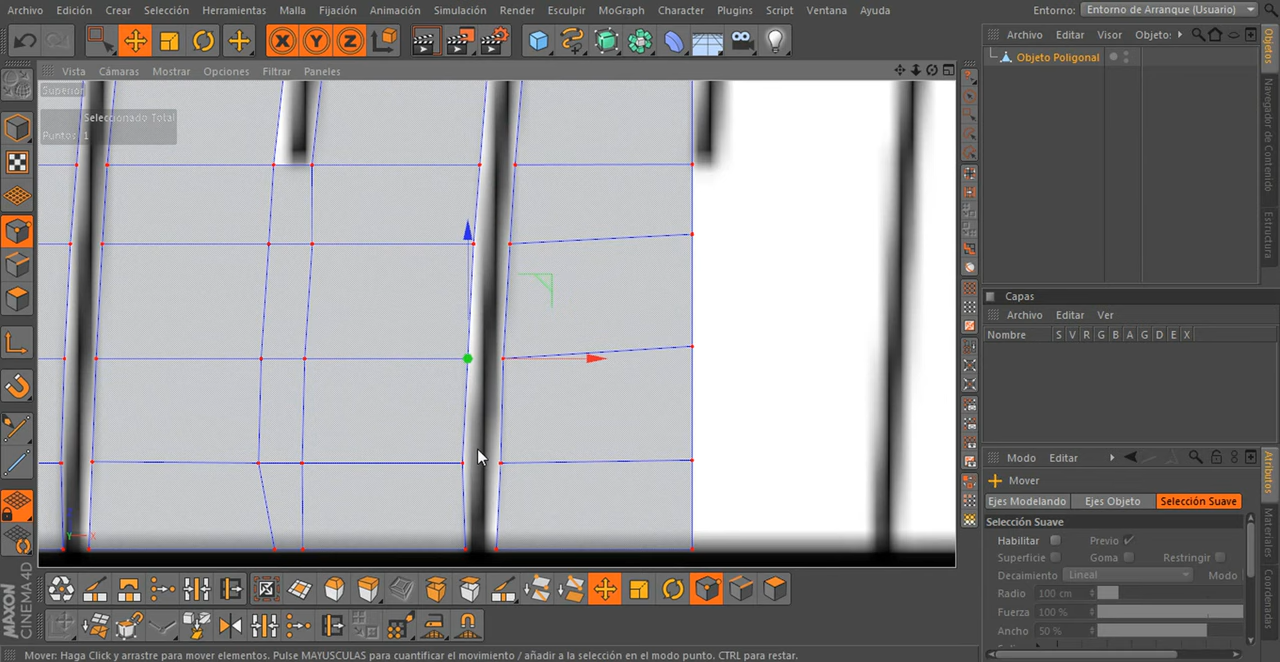 Archivo Edición Crear Selección Herramientas Malla Fijación Animación Simulación Render Esculpir MoGraph Character Plugins Script Ventana Ayuda Entorno: Entorno de Arranque (Usuario)
X Y Z
Vista Cámaras Mostrar Opciones Filtrar Paneles
Superior
Seleccionado Total
Puntos 1
Y X
MAXON
CINEMA 4D
Archivo Editar Visor Objeto:
Objeto Poligonal
Objetos
Navegador de Contenido
Estructura
Capas
Archivo Editar Ver
Nombre S V R G B A G D E X
Modo Editar
Mover
Ejes Modelando Ejes Objeto Selección Suave
Selección Suave
Habilitar Previo
Superficie Goma Restringir
Decaimiento Lineal Modo
Radio 100 cm
Fuerza 100 %
Ancho 50 %
Atributos
Materiales
Coordenadas
Mover: Haga Click y arrastre para mover elementos. Pulse MAYUSCULAS para cuantificar el movimiento / añadir a la selección en el modo punto. CTRL para restar.